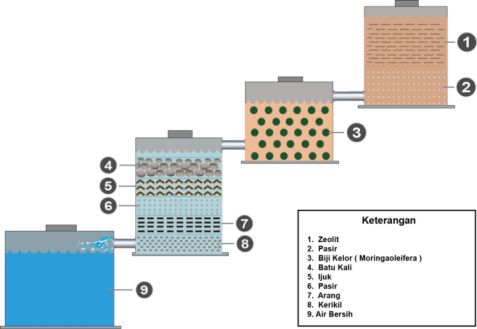 1
2
3
4
5
6
7
8
9
Keterangan
1. Zeolit
2. Pasir
3. Biji Kelor ( Moringaoleifera )
4. Batu Kali
5. Ijuk
6. Pasir
7. Arang
8. Kerikil
9. Air Bersih